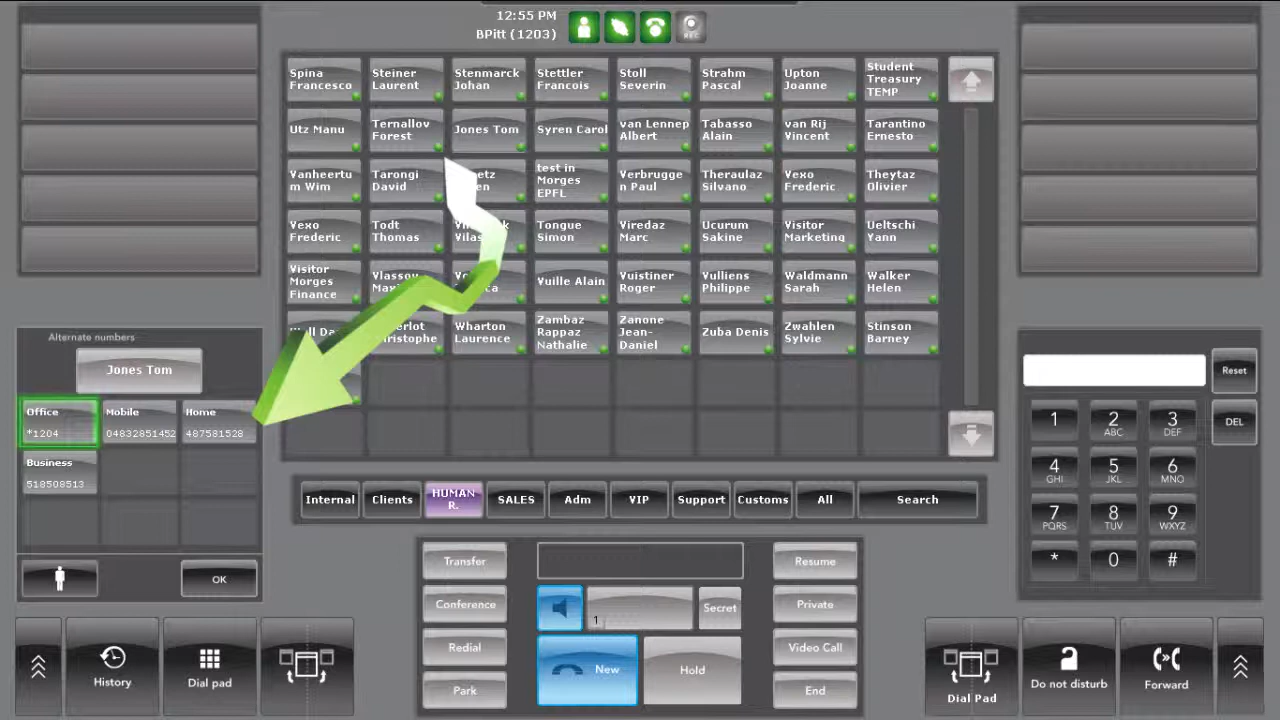 12:55 PM
BPitt (1203)
REC
Spina
Francesco
Steiner
Laurent
Stenmarck
Johan
Stettler
Francois
Stoll
Severin
Strahm
Pascal
Upton
Joanne
Student
Treasury
TEMP
Utz Manu
Ternallov
Forest
Jones Tom
Syren Carol
van Lennep
Albert
Tabasso
Alain
van Rij
Vincent
Tarantino
Ernesto
Vanheertu
m Wim
Tarongi
David
test in
Morges
EPFL
Verbrugge
n Paul
Theraulaz
Silvano
Vexo
Frederic
Theytaz
Olivier
Vexo
Frederic
Todt
Thomas
Tongue
Simon
Viredaz
Marc
Ucurum
Sakine
Visitor
Marketing
Ueltschi
Yann
Visitor
Morges
Finance
Vuille Alain
Vuistiner
Roger
Vulliens
Philippe
Waldmann
Sarah
Walker
Helen
Wharton
Laurence
Zambaz
Rappaz
Nathalie
Zanone
Jean-
Daniel
Zuba Denis
Zwahlen
Sylvie
Stinson
Barney
Alternate numbers
Jones Tom
Office
*1204
Mobile
04832851452
Home
487581528
Business
518508513
OK
Reset
DEL
1
2
ABC
3
DEF
4
GHI
5
JKL
6
MNO
7
PQRS
8
TUV
9
WXYZ
*
0
#
Internal
Clients
HUMAN
R.
SALES
Adm
VIP
Support
Customs
All
Search
Transfer
Conference
Redial
Park
1
Secret
New
Hold
Resume
Private
Video Call
End
History
Dial pad
Dial Pad
Do not disturb
Forward